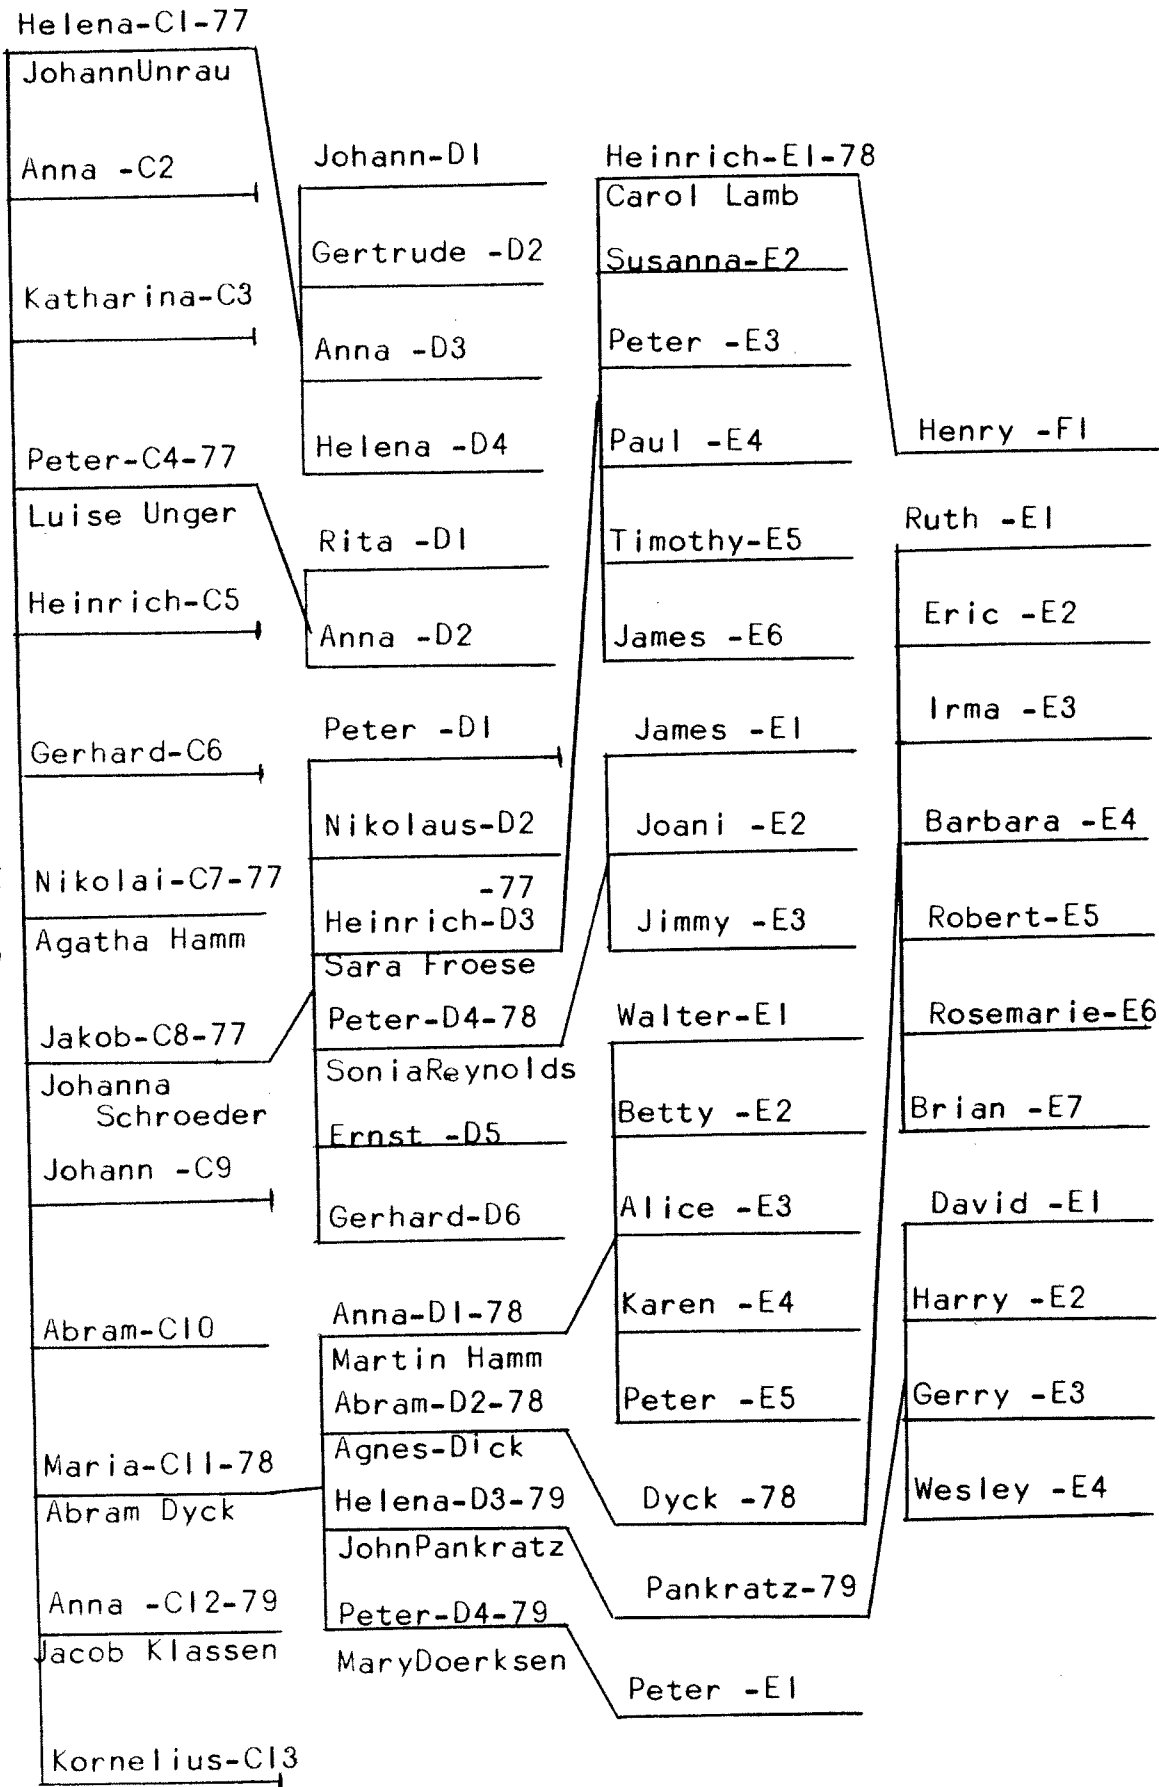 Helena-C1-77
JohannUnrau
Anna -C2
Katharina-C3
Peter-C4-77
Luise Unger
Heinrich-C5
Gerhard-C6
Nikolai-C7-77
Agatha Hamm
Jakob-C8-77
Johanna
Schroeder
Johann -C9
Abram-C10
Maria-C11-78
Abram Dyck
Anna -C12-79
Jacob Klassen
Kornelius-C13
Johann-D1
Gertrude -D2
Anna -D3
Helena -D4
Rita -D1
Anna -D2
Peter -D1
Nikolaus-D2
-77
Heinrich-D3
Sara Froese
Peter-D4-78
SoniaReynolds
Ernst -D5
Gerhard-D6
Anna-D1-78
Martin Hamm
Abram-D2-78
Agnes-Dick
Helena-D3-79
JohnPankratz
Peter-D4-79
MaryDoerksen
Heinrich-E1-78
Carol Lamb
Susanna-E2
Peter -E3
Paul -E4
Timothy-E5
James -E6
James -E1
Joani -E2
Jimmy -E3
Walter-E1
Betty -E2
Alice -E3
Karen -E4
Peter -E5
Dyck -78
Pankratz-79
Peter -E1
Henry -F1
Ruth -E1
Eric -E2
Irma -E3
Barbara -E4
Robert-E5
Rosemarie-E6
Brian -E7
David -E1
Harry -E2
Gerry -E3
Wesley -E4